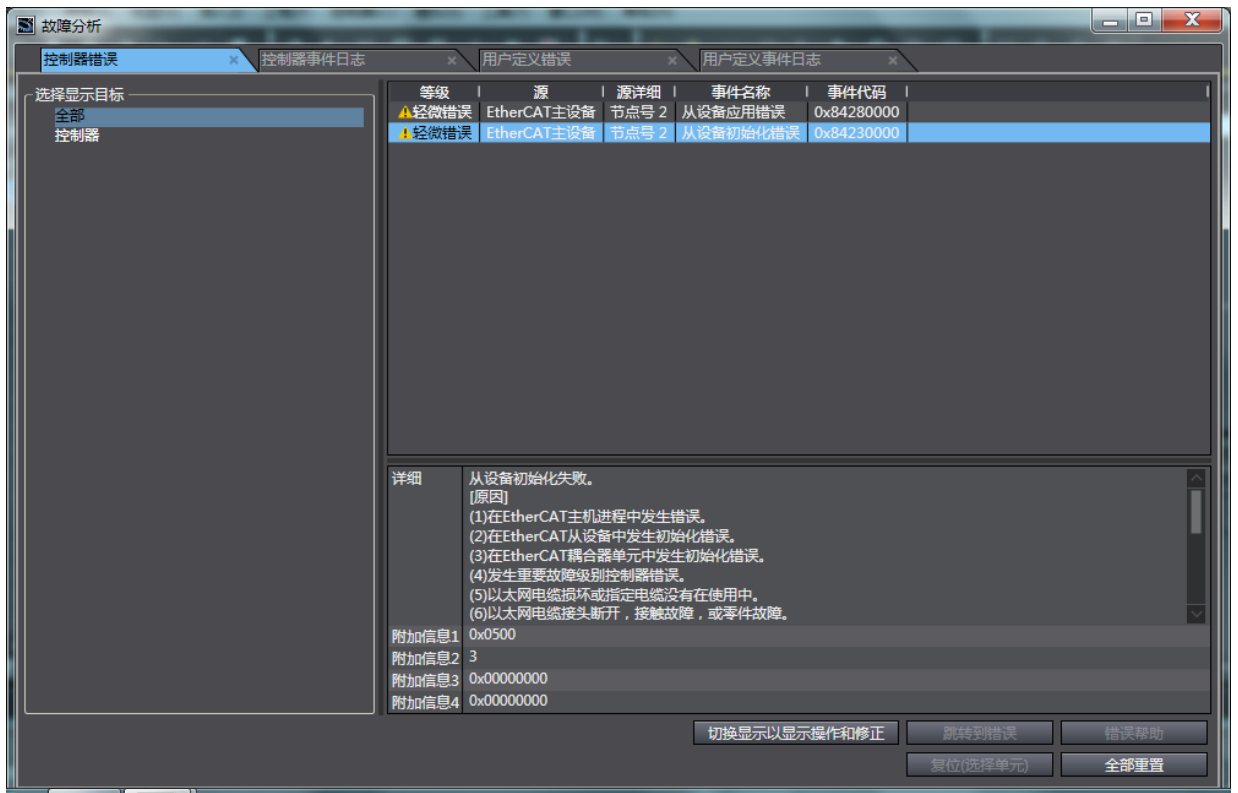 故障分析
控制器错误 控制器事件日志 用户定义错误 用户定义事件日志
选择显示目标
全部
控制器
等级 源 源详细 事件名称 事件代码
轻微错误 EtherCAT主设备 节点号 2 从设备应用错误 0x84280000
轻微错误 EtherCAT主设备 节点号 2 从设备初始化错误 0x84230000
详细 从设备初始化失败。
[原因]
(1)在EtherCAT主机进程中发生错误。
(2)在EtherCAT从设备中发生初始化错误。
(3)在EtherCAT耦合器单元中发生初始化错误。
(4)发生重要故障级别控制器错误。
(5)以太网电缆损坏或指定电缆没有在使用中。
(6)以太网电缆接头断开，接触故障，或零件故障。
附加信息1 0x0500
附加信息2 3
附加信息3 0x00000000
附加信息4 0x00000000
切换显示以显示操作和修正 跳转到错误 错误帮助
复位(选择单元) 全部重置